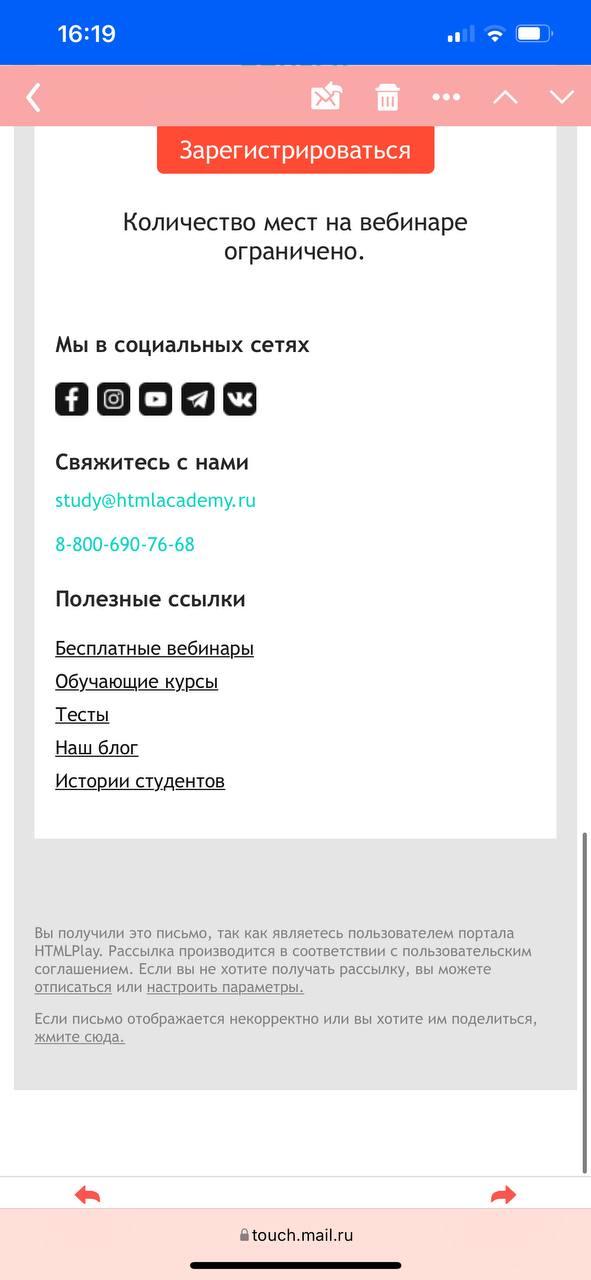 16:19
Зарегистрироваться
Количество мест на вебинаре
ограничено.
Мы в социальных сетях
Свяжитесь с нами
study@htmlacademy.ru
8-800-690-76-68
Полезные ссылки
Бесплатные вебинары
Обучающие курсы
Тесты
Наш блог
Истории студентов
Вы получили это письмо, так как являетесь пользователем портала
HTMLPlay. Рассылка производится в соответствии с пользовательским
соглашением. Если вы не хотите получать рассылку, вы можете
отписаться или настроить параметры.
Если письмо отображается некорректно или вы хотите им поделиться,
жмите сюда.
touch.mail.ru